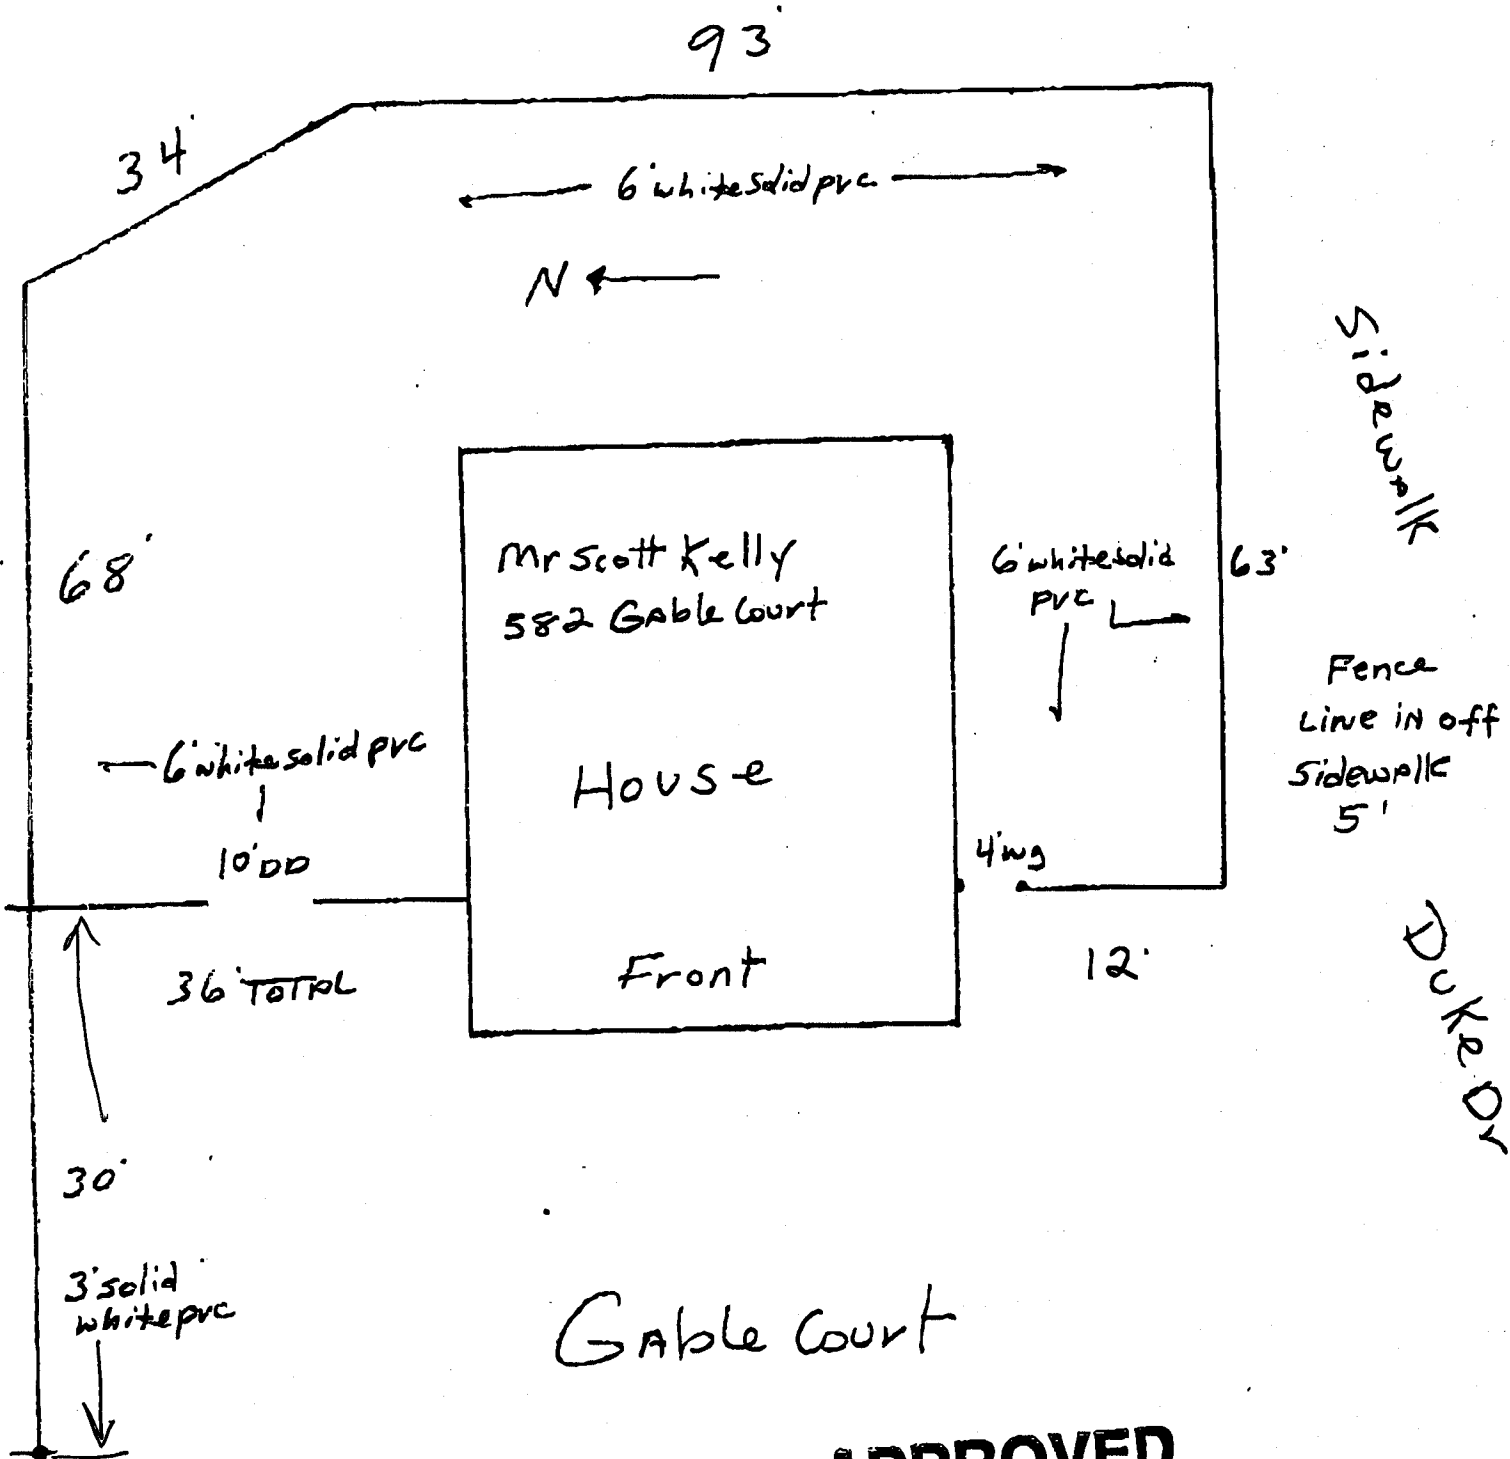 93'
34'
6' white solid pvc
N
Sidewalk
68'
Mr Scott Kelly
582 Gable Court
6' white solid
pvc
63'
Fence
Line in off
Sidewalk
5'
6' white solid pvc
House
10' DD
4' wg
36' TOTAL
Front
12'
Duke Dr
30'
3' solid
white pvc
Gable Court
APPROVED